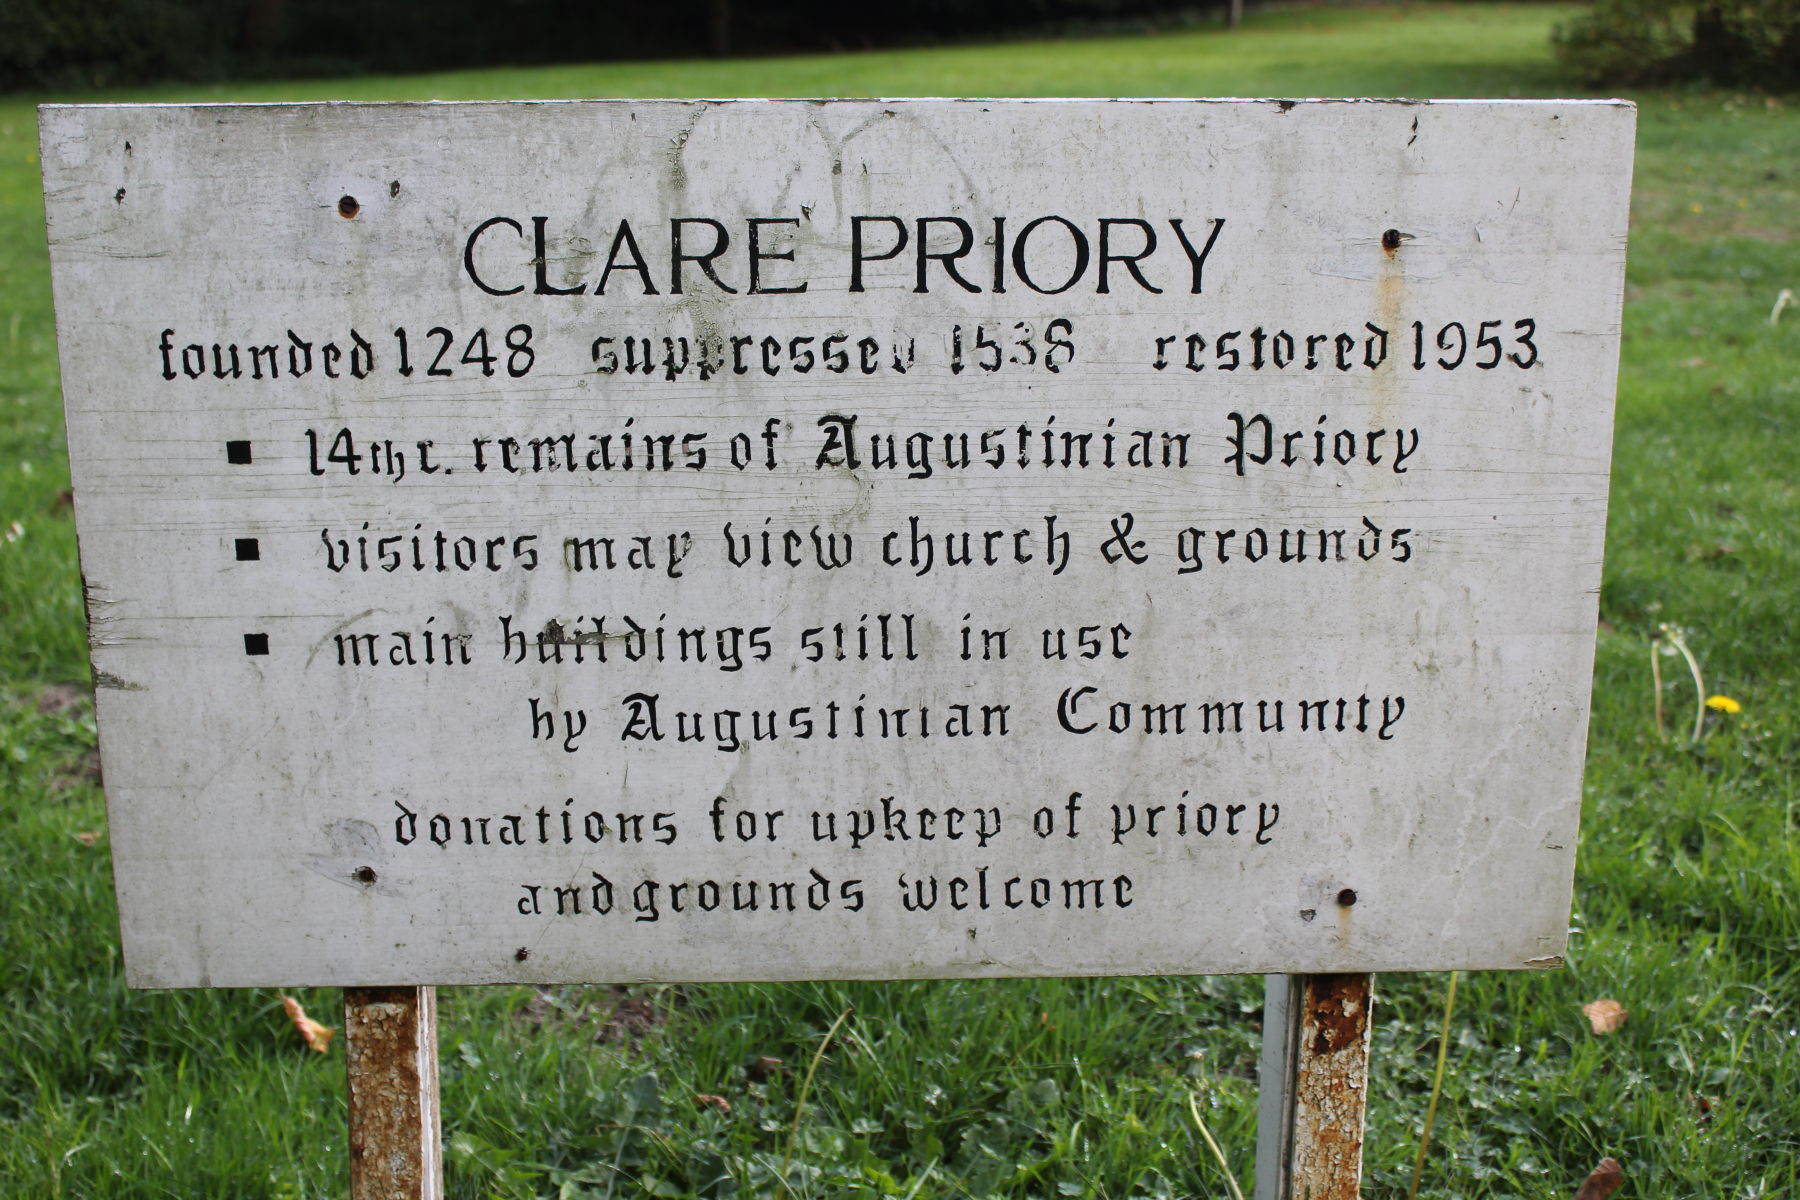 CLARE PRIORY
founded 1248 suppressed 1538 restored 1953
▪ 14th c. remains of Augustinian Priory
▪ visitors may view church & grounds
▪ main buildings still in use
by Augustinian Community
donations for upkeep of priory
and grounds welcome